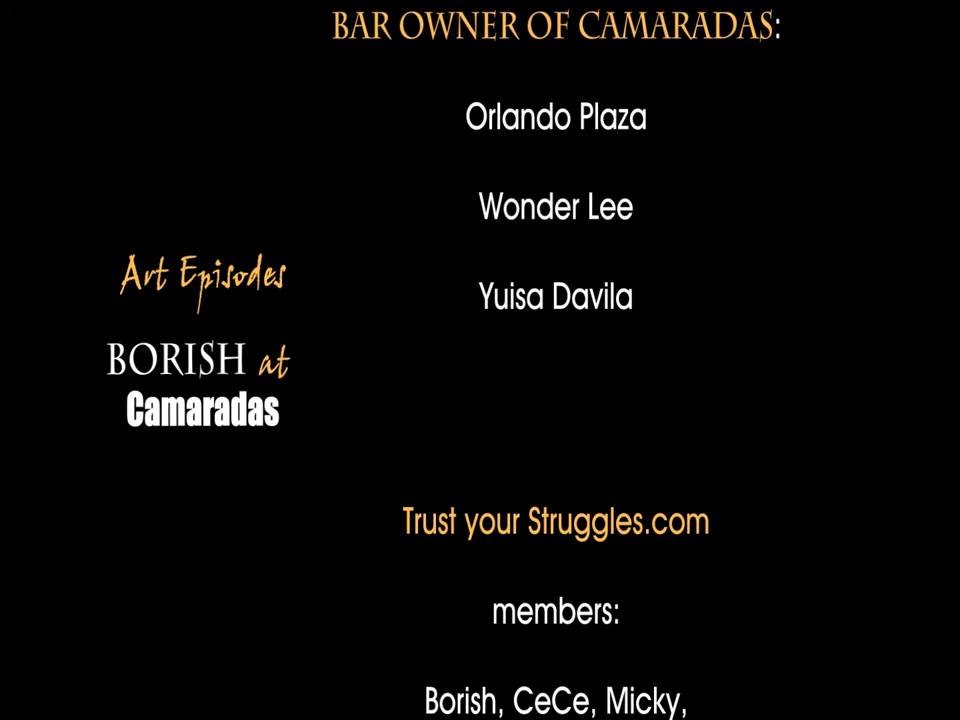 BAR OWNER OF CAMARADAS:
Orlando Plaza
Wonder Lee
Yuisa Davila
Art Episodes
BORISH at
Camaradas
Trust your Struggles.com
members:
Borish, CeCe, Micky,